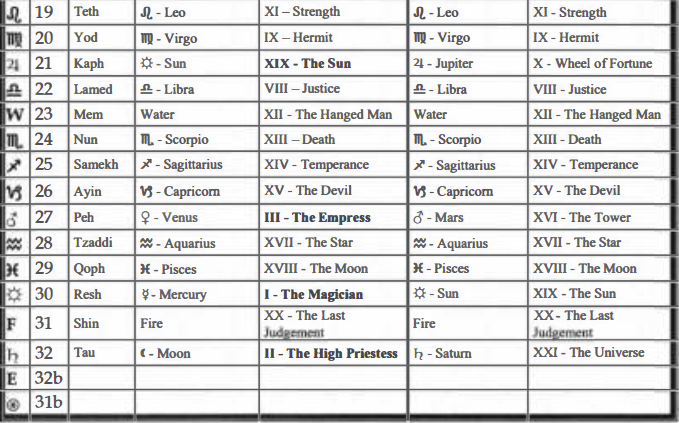 ♌ 19 Teth ♌ - Leo XI – Strength ♌ - Leo XI - Strength
♍ 20 Yod ♍ - Virgo IX – Hermit ♍ - Virgo IX - Hermit
♃ 21 Kaph ☼ - Sun XIX - The Sun ♃ - Jupiter X - Wheel of Fortune
♎ 22 Lamed ♎ - Libra VIII – Justice ♎ - Libra VIII - Justice
W 23 Mem Water XII - The Hanged Man Water XII - The Hanged Man
♏ 24 Nun ♏ - Scorpio XIII – Death ♏ - Scorpio XIII - Death
♐ 25 Samekh ♐ - Sagittarius XIV - Temperance ♐ - Sagittarius XIV - Temperance
♑ 26 Ayin ♑ - Capricorn XV - The Devil ♑ - Capricorn XV - The Devil
♂ 27 Peh ♀ - Venus III - The Empress ♂ - Mars XVI - The Tower
♒ 28 Tzaddi ♒ - Aquarius XVII - The Star ♒ - Aquarius XVII - The Star
♓ 29 Qoph ♓ - Pisces XVIII - The Moon ♓ - Pisces XVIII - The Moon
☼ 30 Resh ☿ - Mercury I - The Magician ☼ - Sun XIX - The Sun
F 31 Shin Fire XX - The Last Judgement Fire XX - The Last Judgement
♄ 32 Tau ☾ - Moon II - The High Priestess ♄ - Saturn XXI - The Universe
E 32b
⊛ 31b